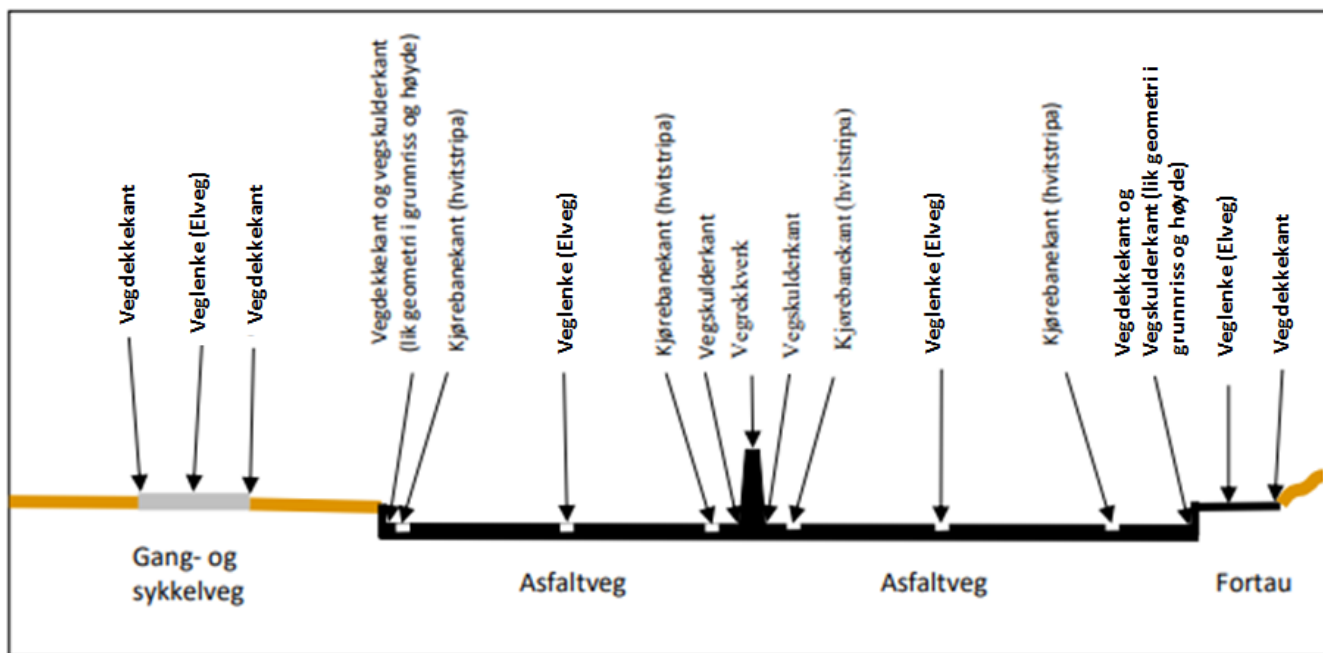 Vegdekkekant
Veglenke (Elveg)
Vegdekkekant
Vegdekkekant og vegskulderkant
(lik geometri i grunnriss og høyde)
Kjørebanekant (hvitstripa)
Veglenke (Elveg)
Kjørebanekant (hvitstripa)
Vegskulderkant
Vegrekkverk
Vegskulderkant
Kjørebanekant (hvitstripa)
Veglenke (Elveg)
Kjørebanekant (hvitstripa)
Vegdekkekant og
Vegskulderkant (lik geometri i
grunnriss og høyde)
Veglenke (Elveg)
Vegdekkekant
Gang- og
sykkelveg
Asfaltveg
Asfaltveg
Fortau